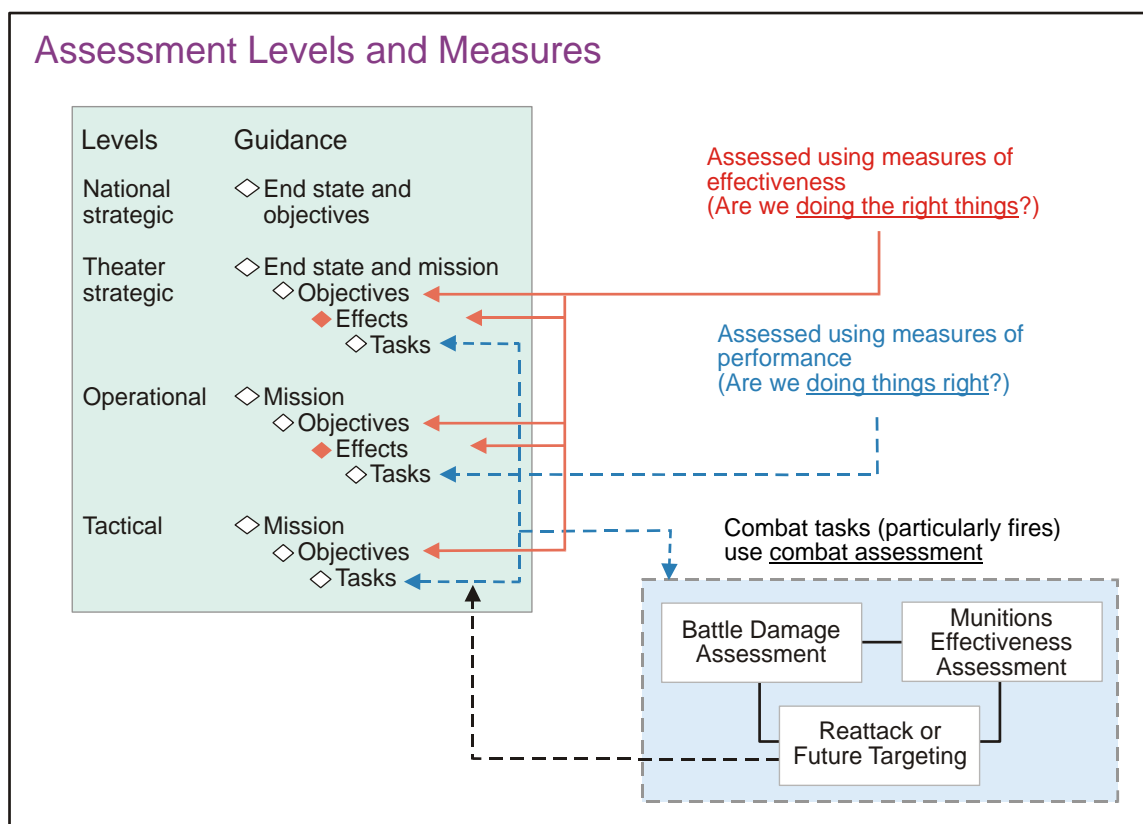 Assessment Levels and Measures
Levels
Guidance
National
strategic
End state and
objectives
Theater
strategic
End state and mission
Objectives
Effects
Tasks
Operational
Mission
Objectives
Effects
Tasks
Tactical
Mission
Objectives
Tasks
Assessed using measures of
effectiveness
(Are we doing the right things?)
Assessed using measures of
performance
(Are we doing things right?)
Combat tasks (particularly fires)
use combat assessment
Battle Damage
Assessment
Munitions
Effectiveness
Assessment
Reattack or
Future Targeting